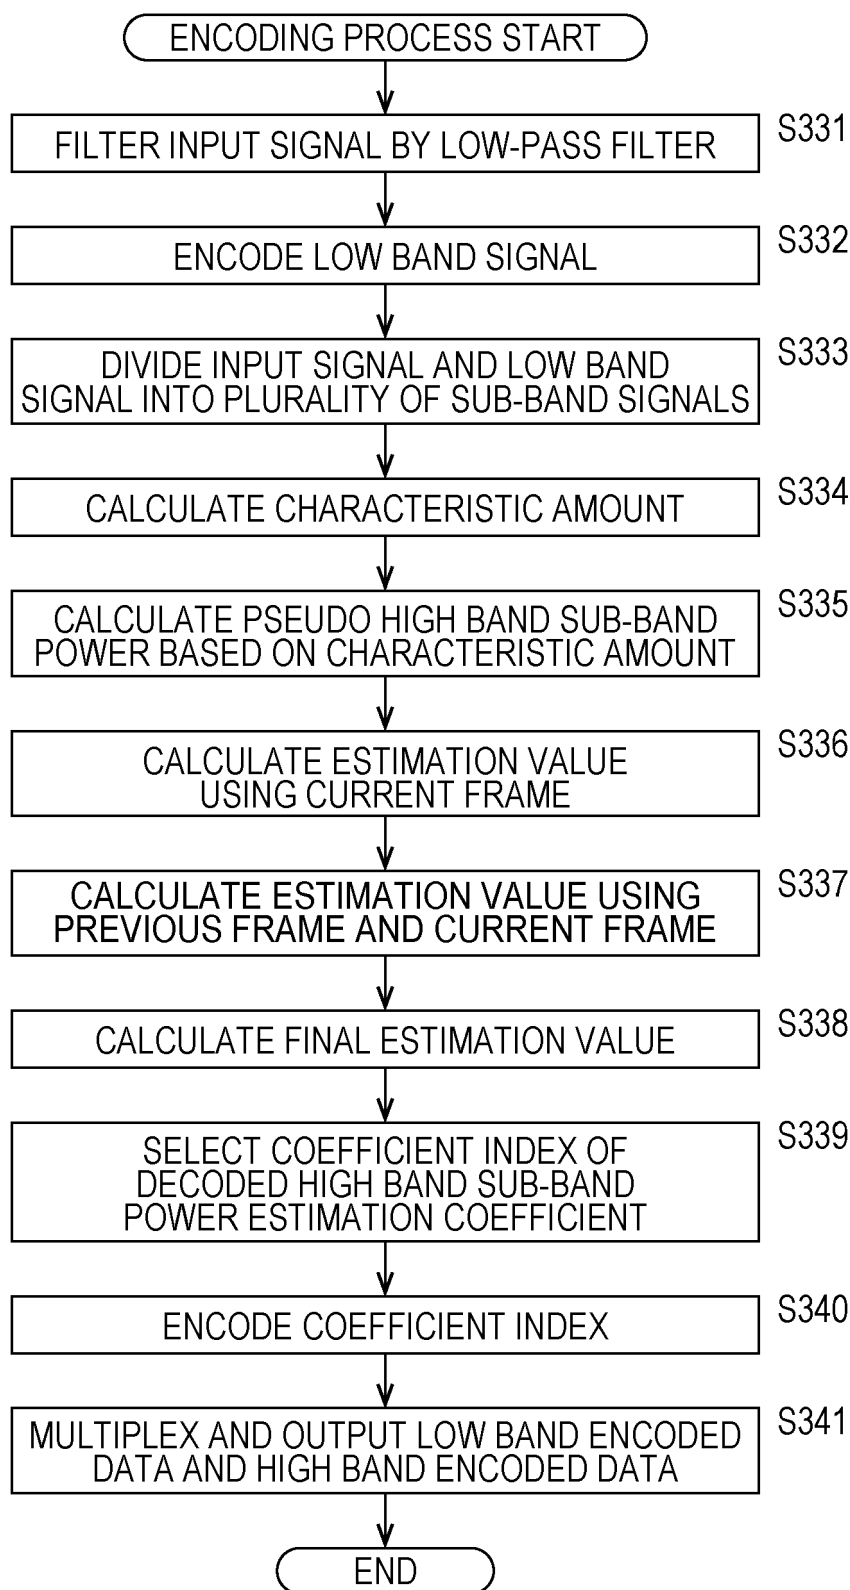 ENCODING PROCESS START
FILTER INPUT SIGNAL BY LOW-PASS FILTER
S331
ENCODE LOW BAND SIGNAL
S332
DIVIDE INPUT SIGNAL AND LOW BAND
SIGNAL INTO PLURALITY OF SUB-BAND SIGNALS
S333
CALCULATE CHARACTERISTIC AMOUNT
S334
CALCULATE PSEUDO HIGH BAND SUB-BAND
POWER BASED ON CHARACTERISTIC AMOUNT
S335
CALCULATE ESTIMATION VALUE
USING CURRENT FRAME
S336
CALCULATE ESTIMATION VALUE USING
PREVIOUS FRAME AND CURRENT FRAME
S337
CALCULATE FINAL ESTIMATION VALUE
S338
SELECT COEFFICIENT INDEX OF
DECODED HIGH BAND SUB-BAND
POWER ESTIMATION COEFFICIENT
S339
ENCODE COEFFICIENT INDEX
S340
MULTIPLEX AND OUTPUT LOW BAND ENCODED
DATA AND HIGH BAND ENCODED DATA
S341
END